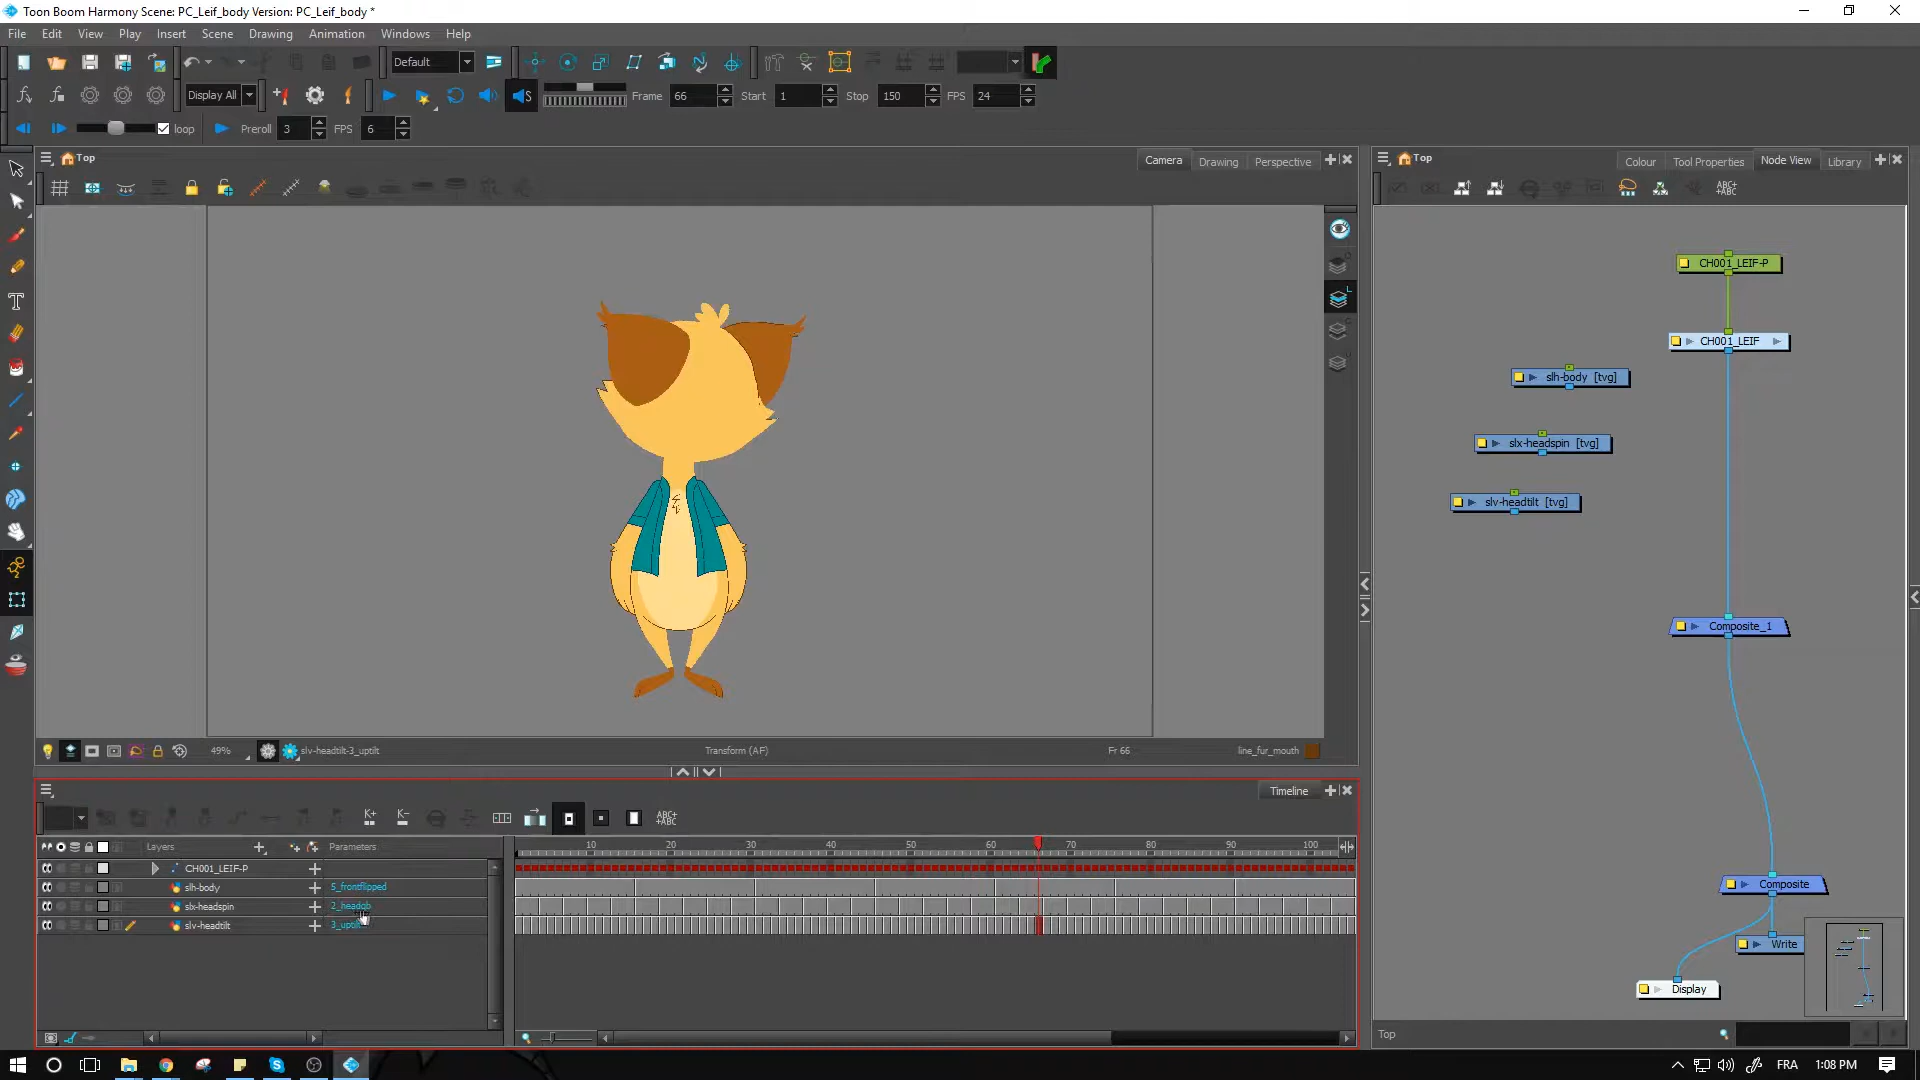 Toon Boom Harmony Scene: PC_Leif_body Version: PC_Leif_body *
File Edit View Play Insert Scene Drawing Animation Windows Help
Default
Display All Frame 66 Start 1 Stop 150 FPS 24
loop Preroll 3 FPS 6
Top Camera Drawing Perspective
Top Colour Tool Properties Node View Library
ABC+
+ABC
CH001_LEIF-P
CH001_LEIF
slh-body [tvg]
slx-headspin [tvg]
slv-headtilt [tvg]
Composite_1
Composite
Write
Display
Top
49% slv-headtilt-3_uptilt Transform (AF) Fr 66 line_fur_mouth
Timeline
K+ K- ABC+
+ABC
Layers Parameters 10 20 30 40 50 60 70 80 90 100
CH001_LEIF-P
slh-body 5_frontflipped
slx-headspin
slv-headtilt
FRA 1:08 PM